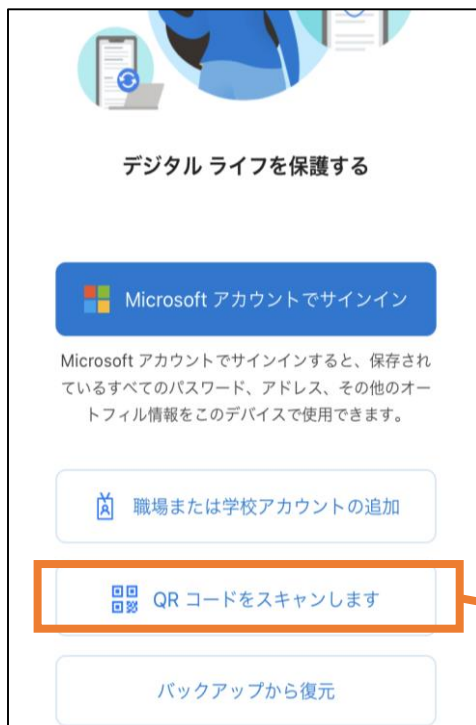 デジタル ライフを保護する
Microsoft アカウントでサインイン
Microsoft アカウントでサインインすると、保存され
ているすべてのパスワード、アドレス、その他のオー
トフィル情報をこのデバイスで使用できます。
職場または学校アカウントの追加
QR コードをスキャンします
バックアップから復元